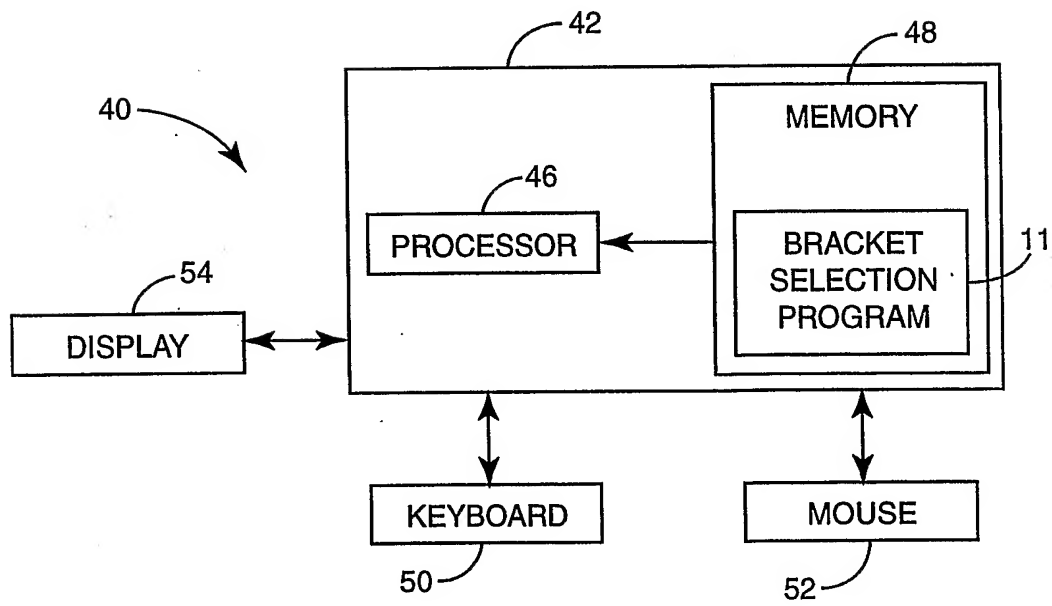 42
48
40
MEMORY
46
PROCESSOR
BRACKET
SELECTION
PROGRAM
11
54
DISPLAY
KEYBOARD
MOUSE
50
52